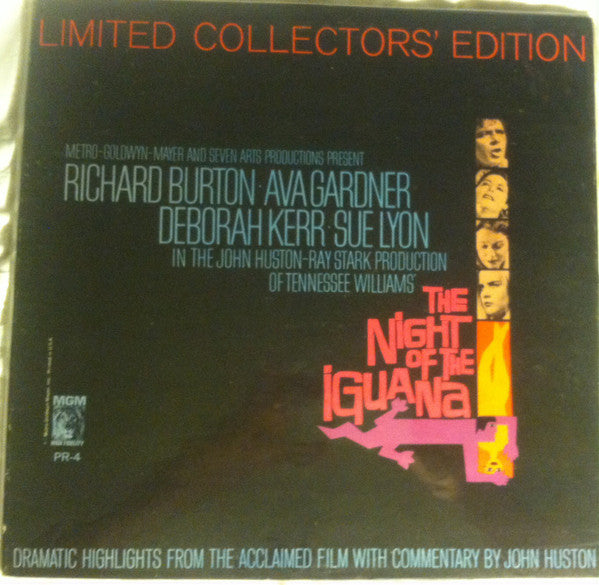 LIMITED COLLECTORS' EDITION
METRO-GOLDWYN-MAYER AND SEVEN ARTS PRODUCTIONS PRESENT
RICHARD BURTON · AVA GARDNER
DEBORAH KERR · SUE LYON
IN THE JOHN HUSTON-RAY STARK PRODUCTION
OF TENNESSEE WILLIAMS'
THE
NIGHT
OF THE
iGUANA
MGM
HIGH FIDELITY
PR-4
DRAMATIC HIGHLIGHTS FROM THE ACCLAIMED FILM WITH COMMENTARY BY JOHN HUSTON